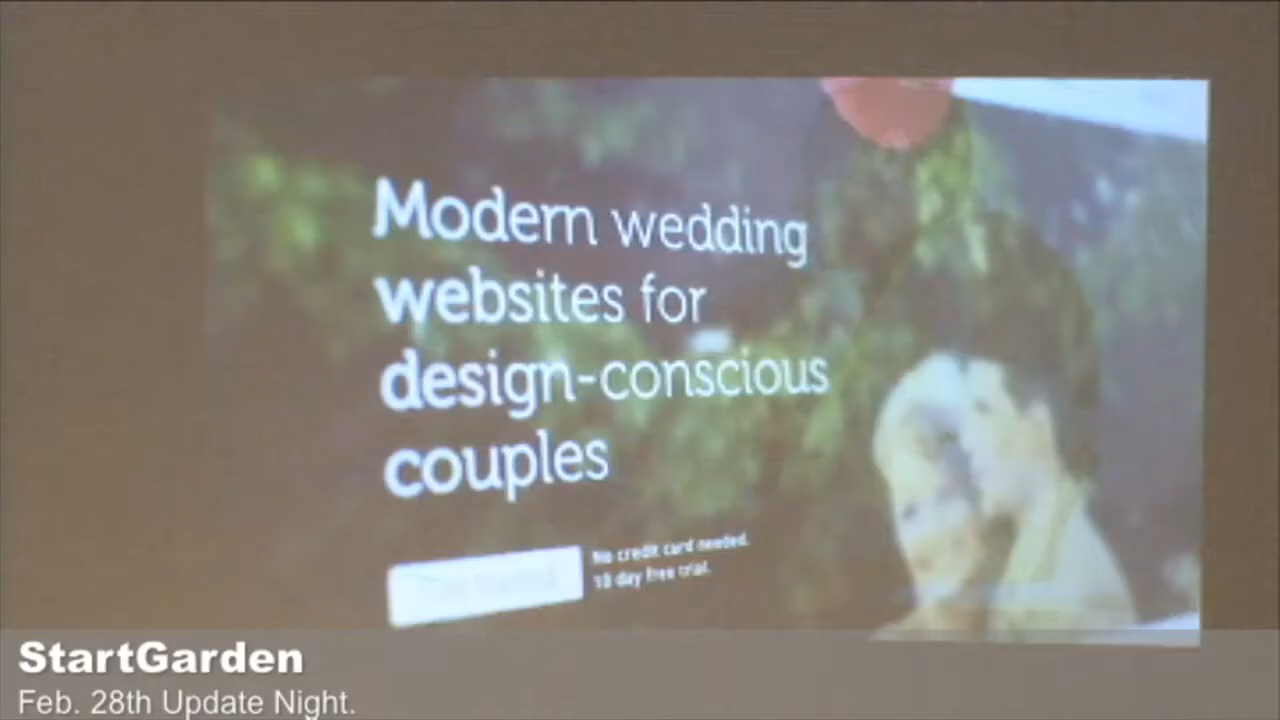 Modern wedding
websites for
design-conscious
couples
No credit card needed.
day free trial.
StartGarden
Feb. 28th Update Night.